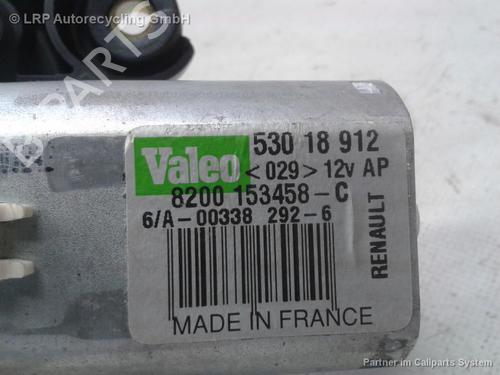 © LRP Autorecycling GmbH
B-PARTS
Valeo
530 18 912
<029> 12v AP
8200 153458-C
6/A-00338 292-6
RENAULT
MADE IN FRANCE
Partner im Callparts System